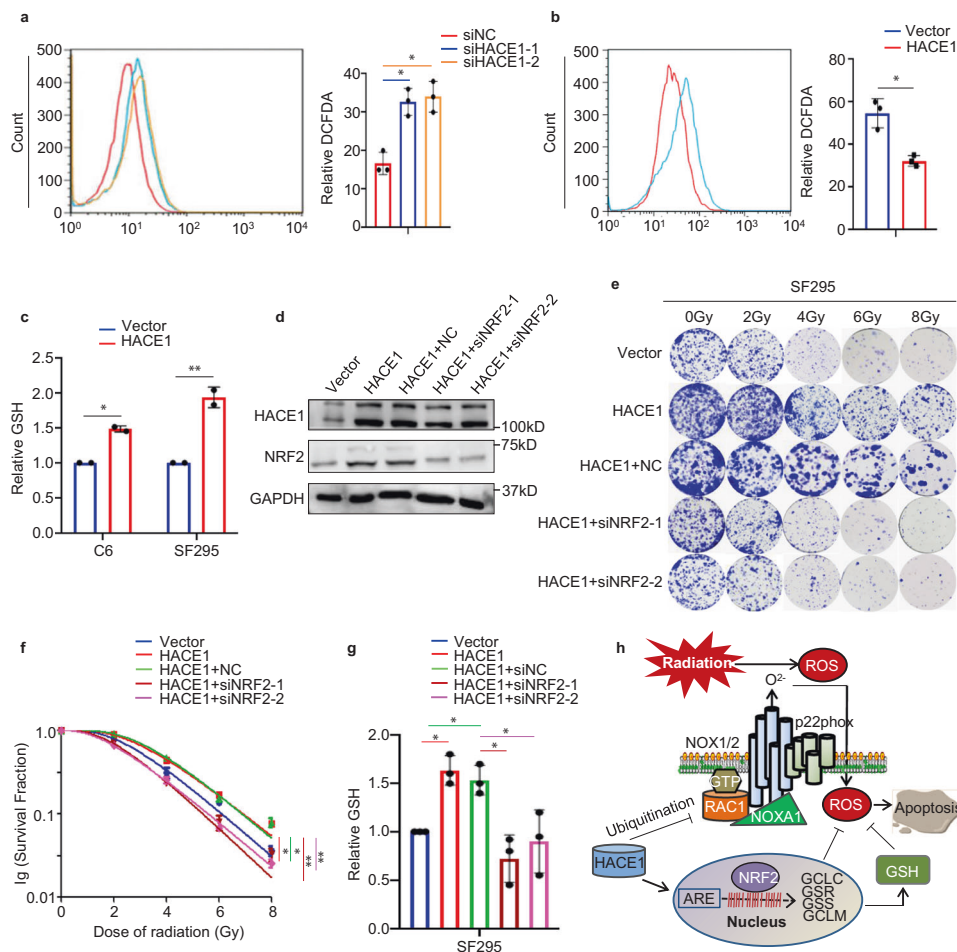 a
siNC
siHACE1-1
siHACE1-2
500
400
300
200
100
0
Count
10⁰ 10¹ 10² 10³ 10⁴
Relative DCFDA
40
30
20
10
0
*
*
b
Vector
HACE1
500
400
300
200
100
0
Count
10⁰ 10¹ 10² 10³ 10⁴
Relative DCFDA
80
60
40
20
0
*
c
Vector
HACE1
Relative GSH
2.5
2.0
1.5
1.0
0.5
0.0
*
**
C6 SF295
d
Vector
HACE1
HACE1+NC
HACE1+siNRF2-1
HACE1+siNRF2-2
HACE1
100kD
75kD
NRF2
37kD
GAPDH
e
SF295
0Gy 2Gy 4Gy 6Gy 8Gy
Vector
HACE1
HACE1+NC
HACE1+siNRF2-1
HACE1+siNRF2-2
f
Vector
HACE1
HACE1+NC
HACE1+siNRF2-1
HACE1+siNRF2-2
lg (Survival Fraction)
1.0
0.1
0.01
0 2 4 6 8
Dose of radiation (Gy)
*
*
**
**
g
Vector
HACE1
HACE1+siNC
HACE1+siNRF2-1
HACE1+siNRF2-2
Relative GSH
2.0
1.5
1.0
0.5
0.0
*
*
*
*
SF295
h
Radiation
ROS
O²⁻
p22phox
NOX1/2
GTP
RAC1
NOXA1
ROS
Apoptosis
Ubiquitination
HACE1
NRF2
ARE
Nucleus
GCLC
GSR
GSS
GCLM
GSH